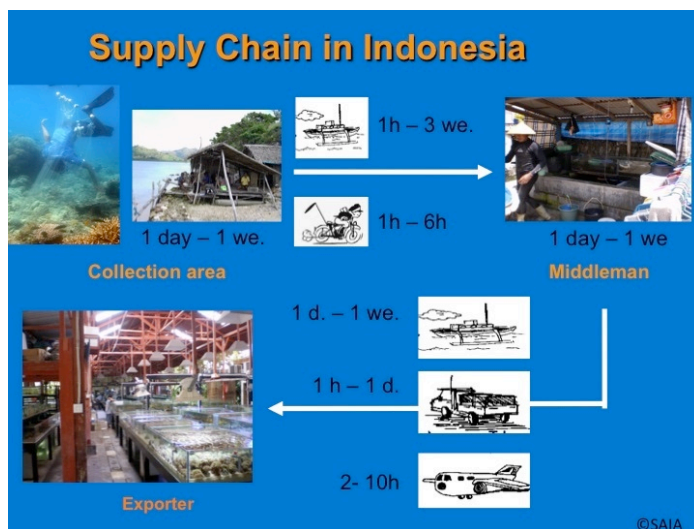 Supply Chain in Indonesia
1h – 3 we.
1h – 6h
1 day – 1 we.
1 day – 1 we
Collection area
Middleman
1 d. – 1 we.
1 h – 1 d.
2- 10h
Exporter
©SAIA